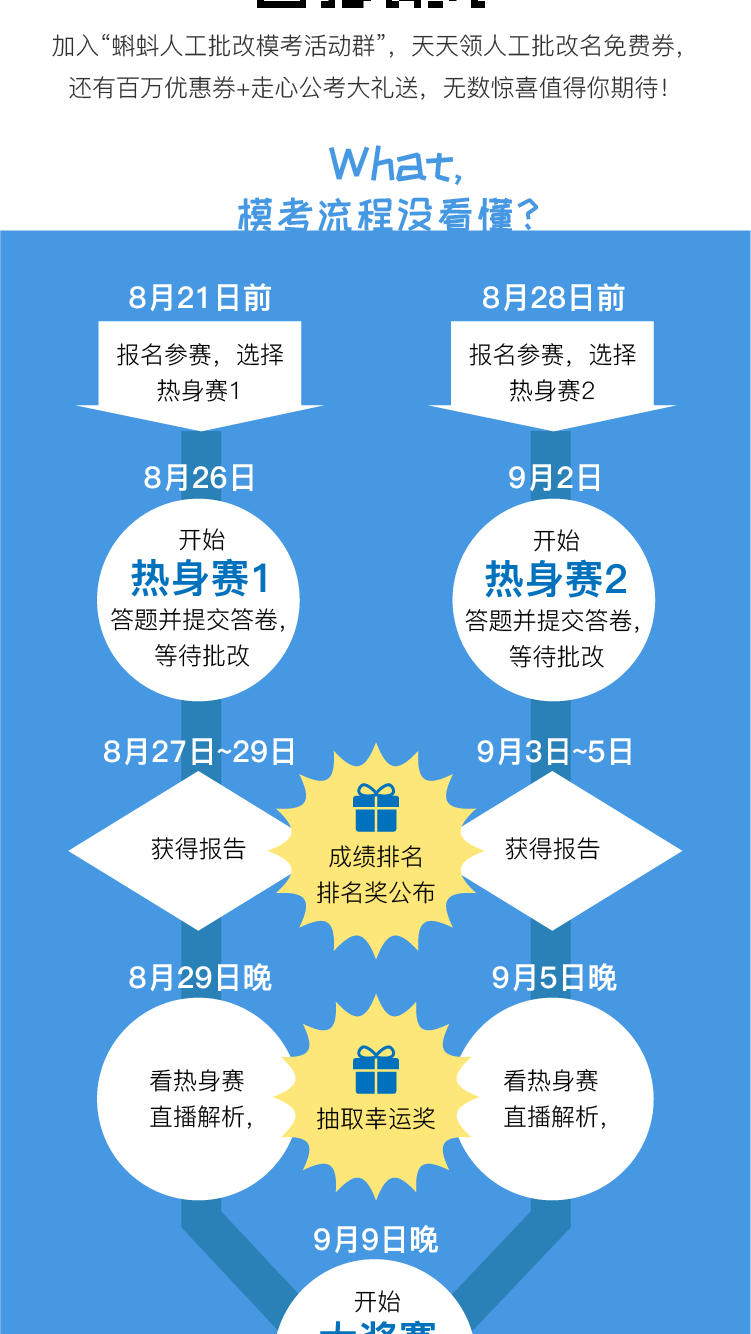 加入“蝌蚪人工批改模考活动群”，天天领人工批改名免费券，
还有百万优惠券+走心公考大礼送，无数惊喜值得你期待！
What,
模考流程没看懂？
8月21日前
报名参赛，选择
热身赛1
8月26日
开始
热身赛1
答题并提交答卷，
等待批改
8月27日~29日
获得报告
8月29日晚
看热身赛
直播解析，
8月28日前
报名参赛，选择
热身赛2
9月2日
开始
热身赛2
答题并提交答卷，
等待批改
9月3日~5日
获得报告
9月5日晚
看热身赛
直播解析，
成绩排名
排名奖公布
抽取幸运奖
9月9日晚
开始
大奖赛